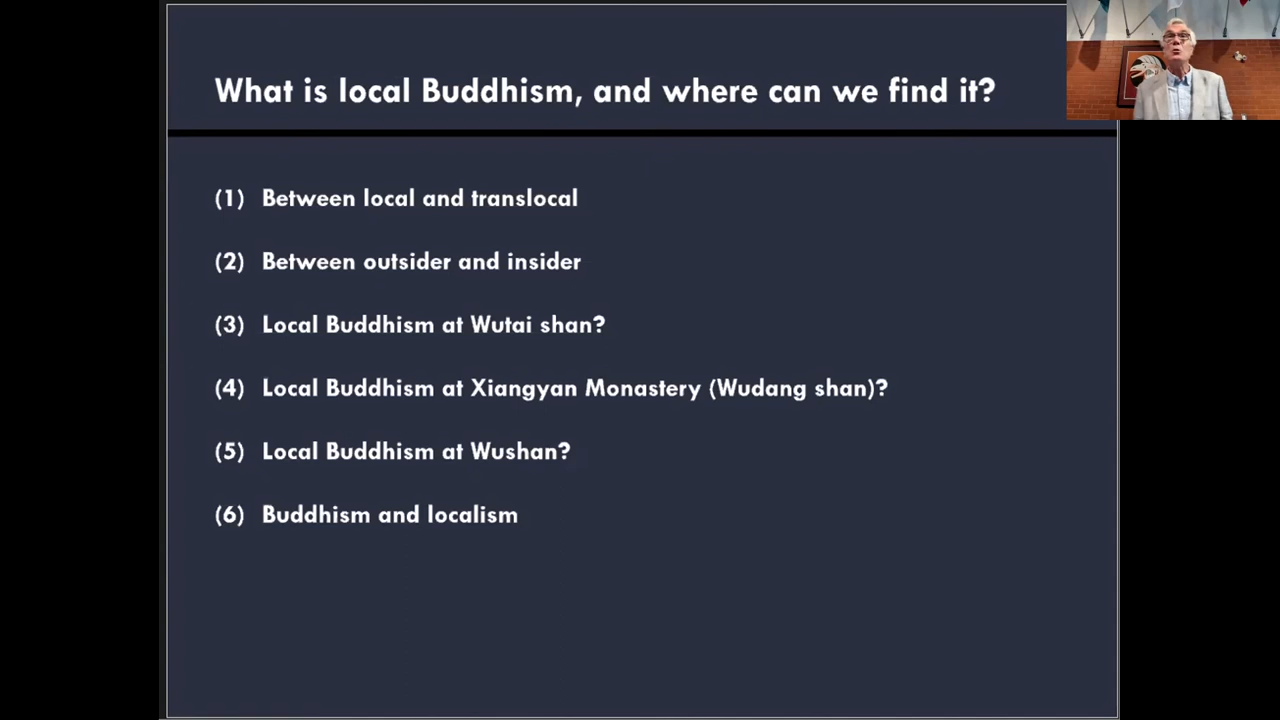 What is local Buddhism, and where can we find it?
(1) Between local and translocal
(2) Between outsider and insider
(3) Local Buddhism at Wutai shan?
(4) Local Buddhism at Xiangyan Monastery (Wudang shan)?
(5) Local Buddhism at Wushan?
(6) Buddhism and localism